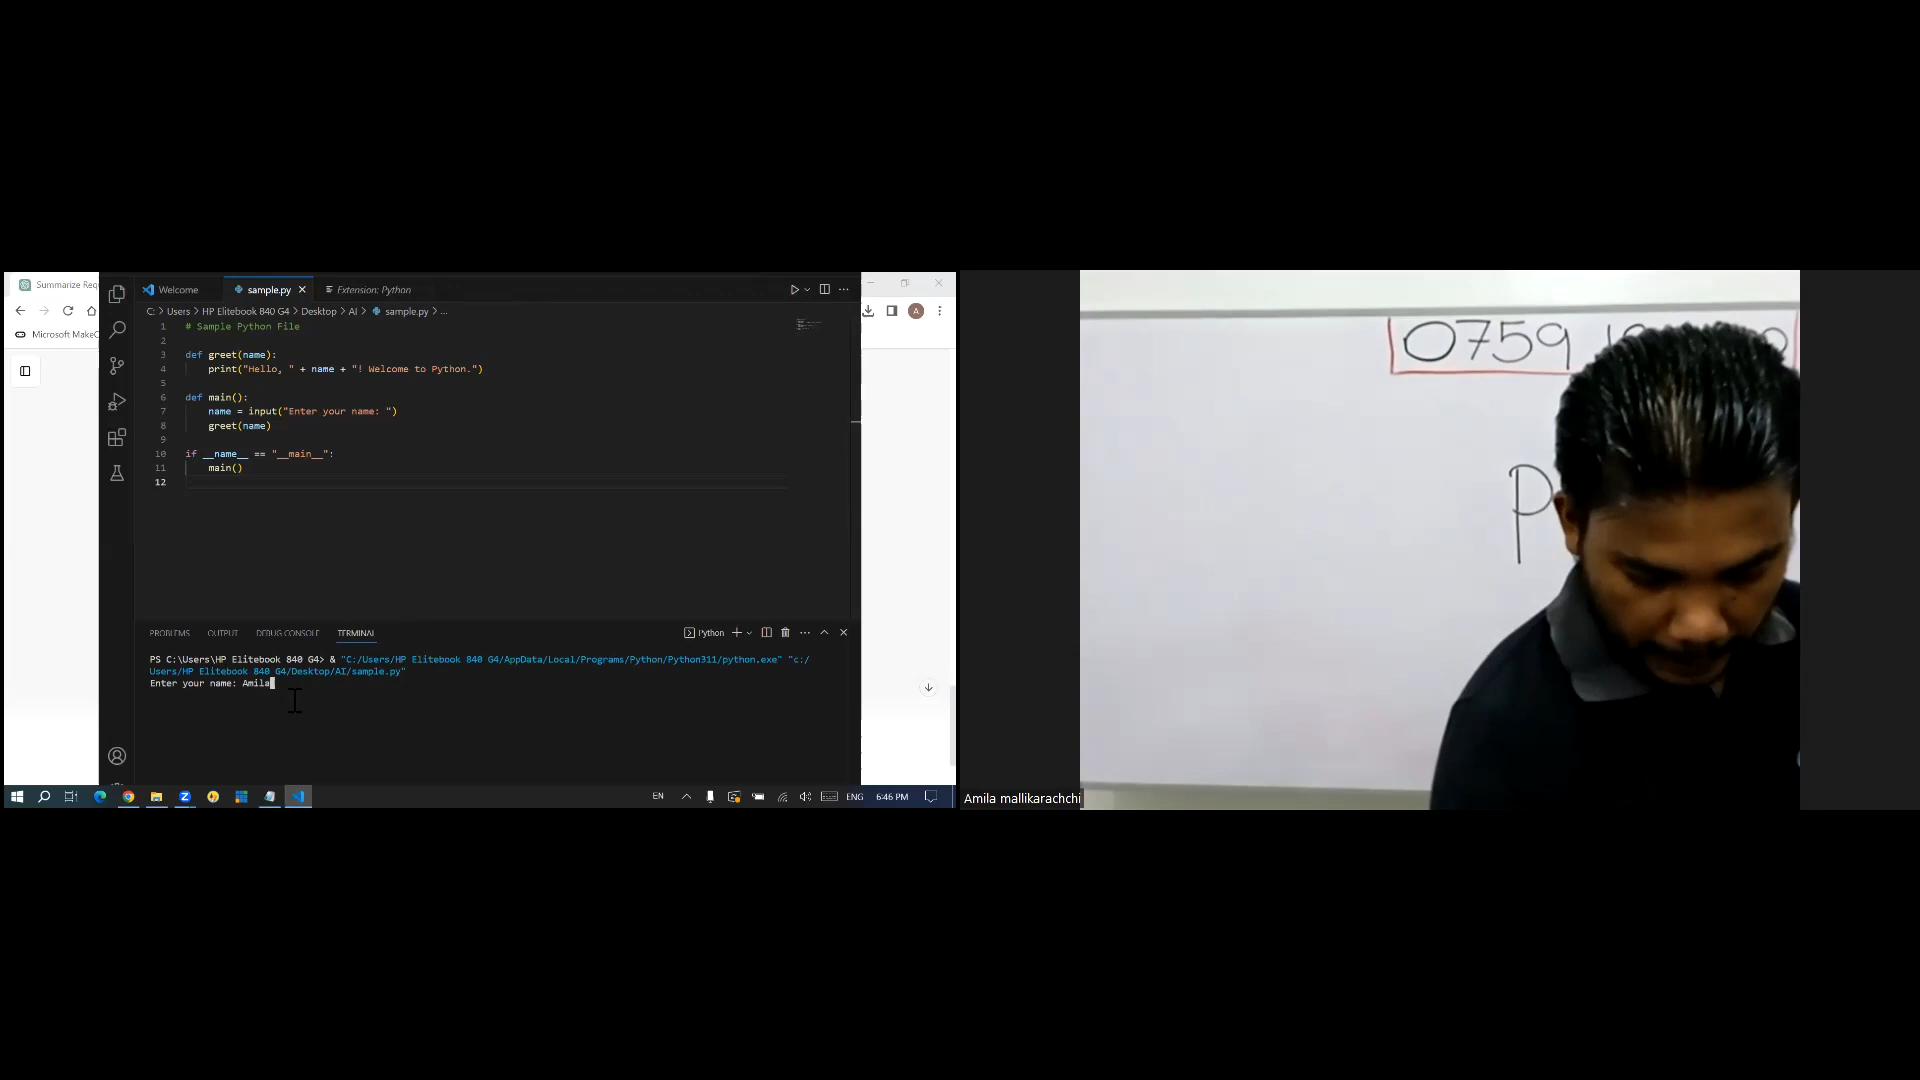 Summarize Req
Microsoft MakeC
A
Welcome
sample.py
Extension: Python
C: > Users > HP Elitebook 840 G4 > Desktop > AI > sample.py > ...
1 # Sample Python File
2
3 def greet(name):
4 print("Hello, " + name + "! Welcome to Python.")
5
6 def main():
7 name = input("Enter your name: ")
8 greet(name)
9
10 if __name__ == "__main__":
11 main()
12
PROBLEMS OUTPUT DEBUG CONSOLE TERMINAL
Python
PS C:\Users\HP Elitebook 840 G4> & "C:/Users/HP Elitebook 840 G4/AppData/Local/Programs/Python/Python311/python.exe" "c:/
Users/HP Elitebook 840 G4/Desktop/AI/sample.py"
Enter your name: Amila
EN ENG 6:46 PM
0759
P
Amila mallikarachchi